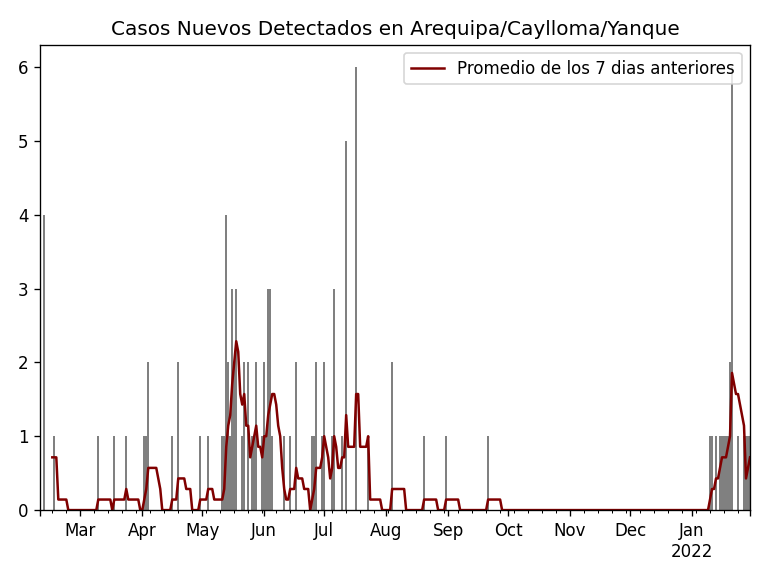 Casos Nuevos Detectados en Arequipa/Caylloma/Yanque
Promedio de los 7 dias anteriores
6
5
4
3
2
1
0
Mar Apr May Jun Jul Aug Sep Oct Nov Dec Jan
2022